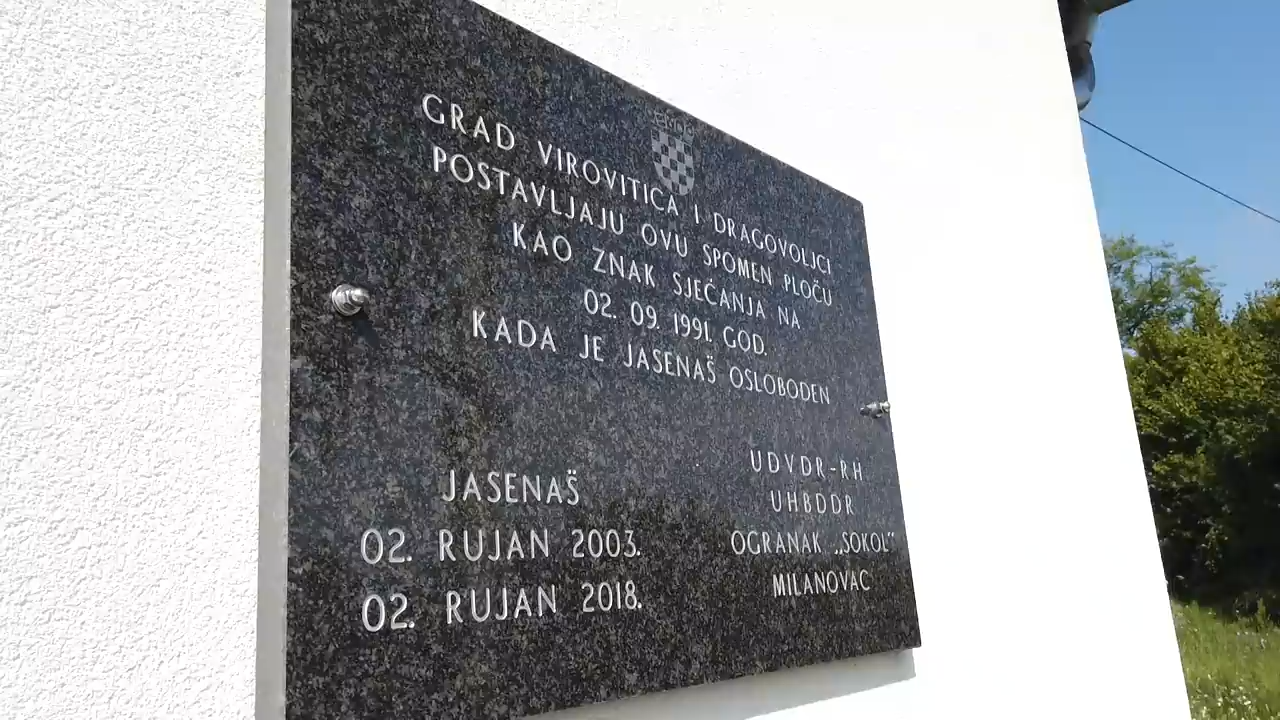 GRAD VIROVITICA I DRAGOVOLJCI
POSTAVLJAJU OVU SPOMEN PLOČU
KAO ZNAK SJEĆANJA NA
02. 09. 1991. GOD.
KADA JE JASENAŠ OSLOBOĐEN
JASENAŠ
02. RUJAN 2003.
02. RUJAN 2018.
UDVDR-RH
UHBDDR
OGRANAK „SOKOL"
MILANOVAC